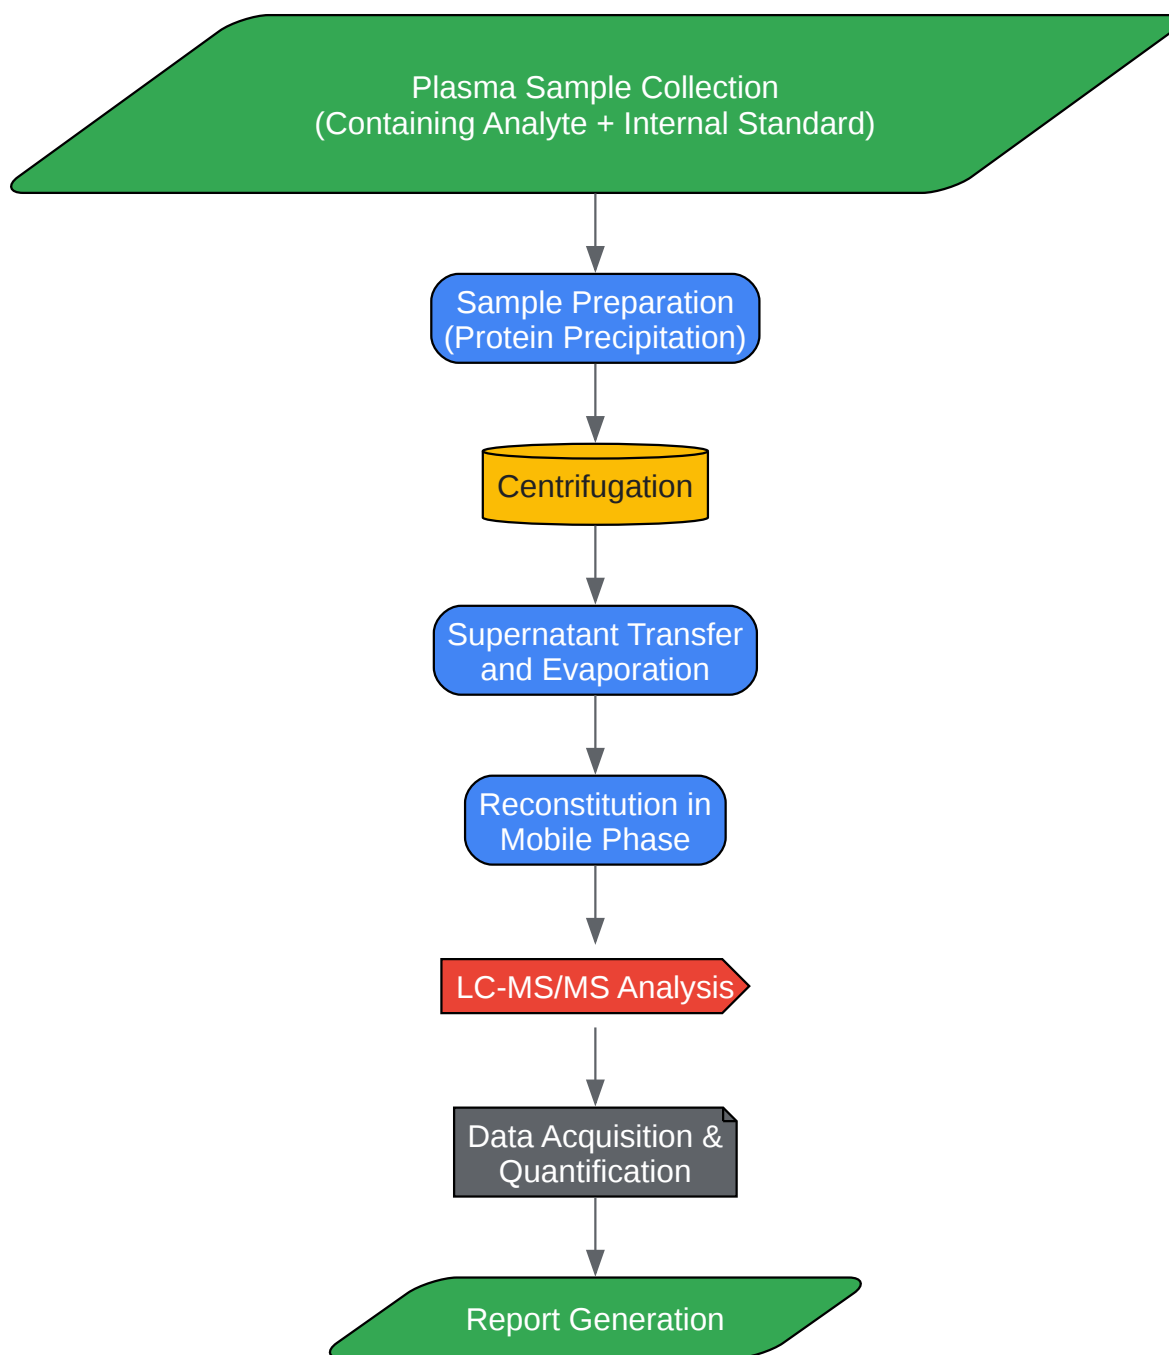 Plasma Sample Collection
(Containing Analyte + Internal Standard)
Sample Preparation
(Protein Precipitation)
Centrifugation
Supernatant Transfer
and Evaporation
Reconstitution in
Mobile Phase
LC-MS/MS Analysis
Data Acquisition &
Quantification
Report Generation